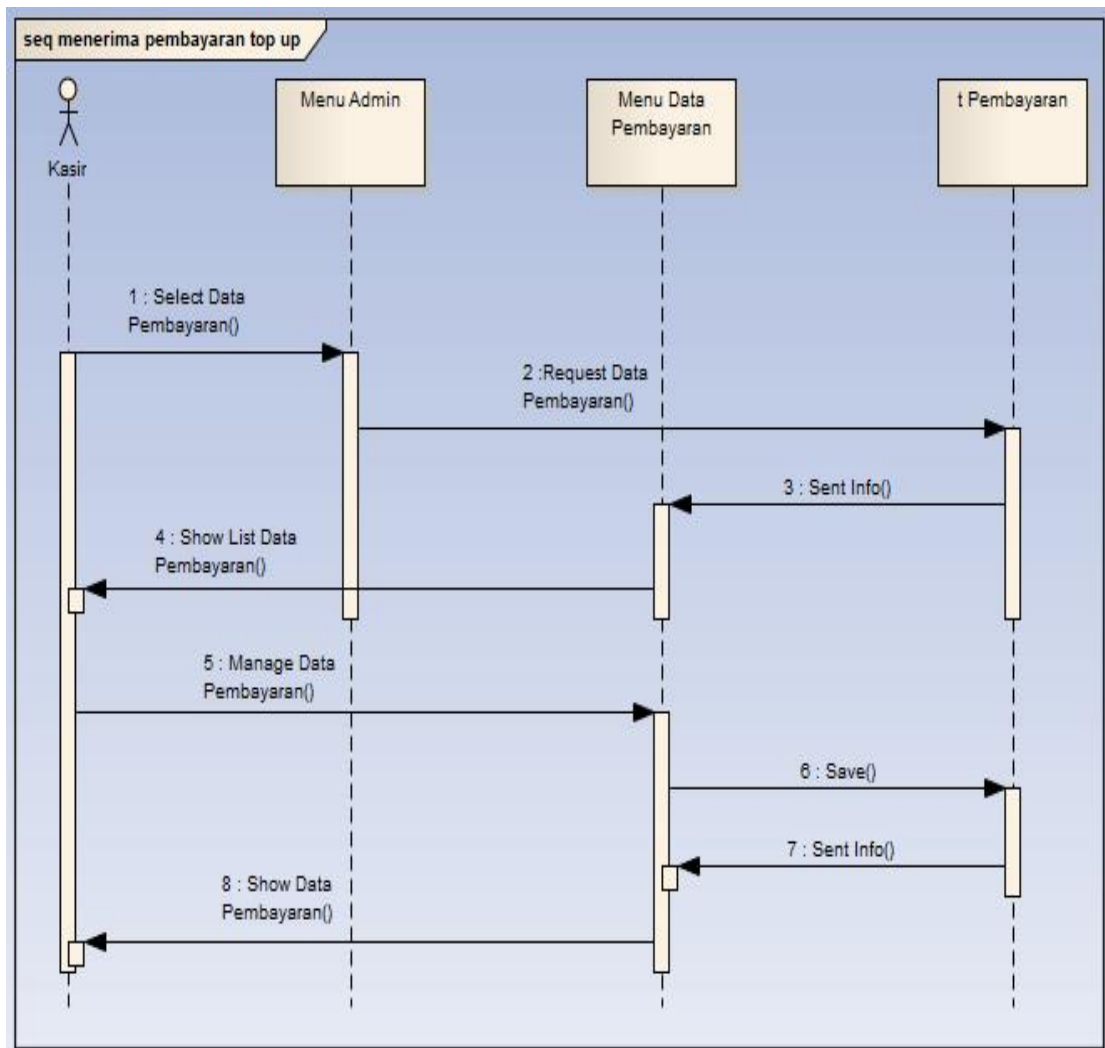 seq menerima pembayaran top up
Kasir
Menu Admin
Menu Data
Pembayaran
t Pembayaran
1 : Select Data
Pembayaran()
2 :Request Data
Pembayaran()
3 : Sent Info()
4 : Show List Data
Pembayaran()
5 : Manage Data
Pembayaran()
6 : Save()
7 : Sent Info()
8 : Show Data
Pembayaran()